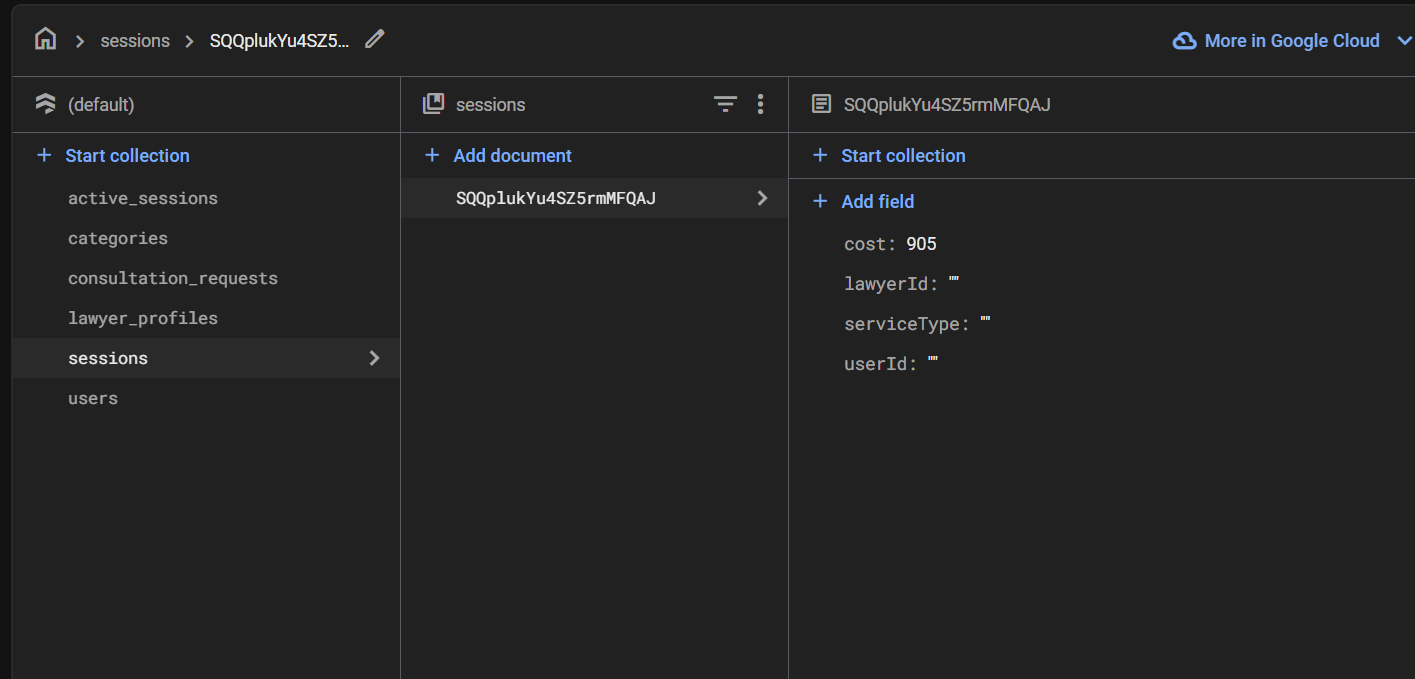 sessions
SQQplukYu4SZ5...
More in Google Cloud
(default)
Start collection
active_sessions
categories
consultation_requests
lawyer_profiles
sessions
users
sessions
Add document
SQQplukYu4SZ5rmMFQAJ
SQQplukYu4SZ5rmMFQAJ
Start collection
Add field
cost: 905
lawyerId: ""
serviceType: ""
userId: ""